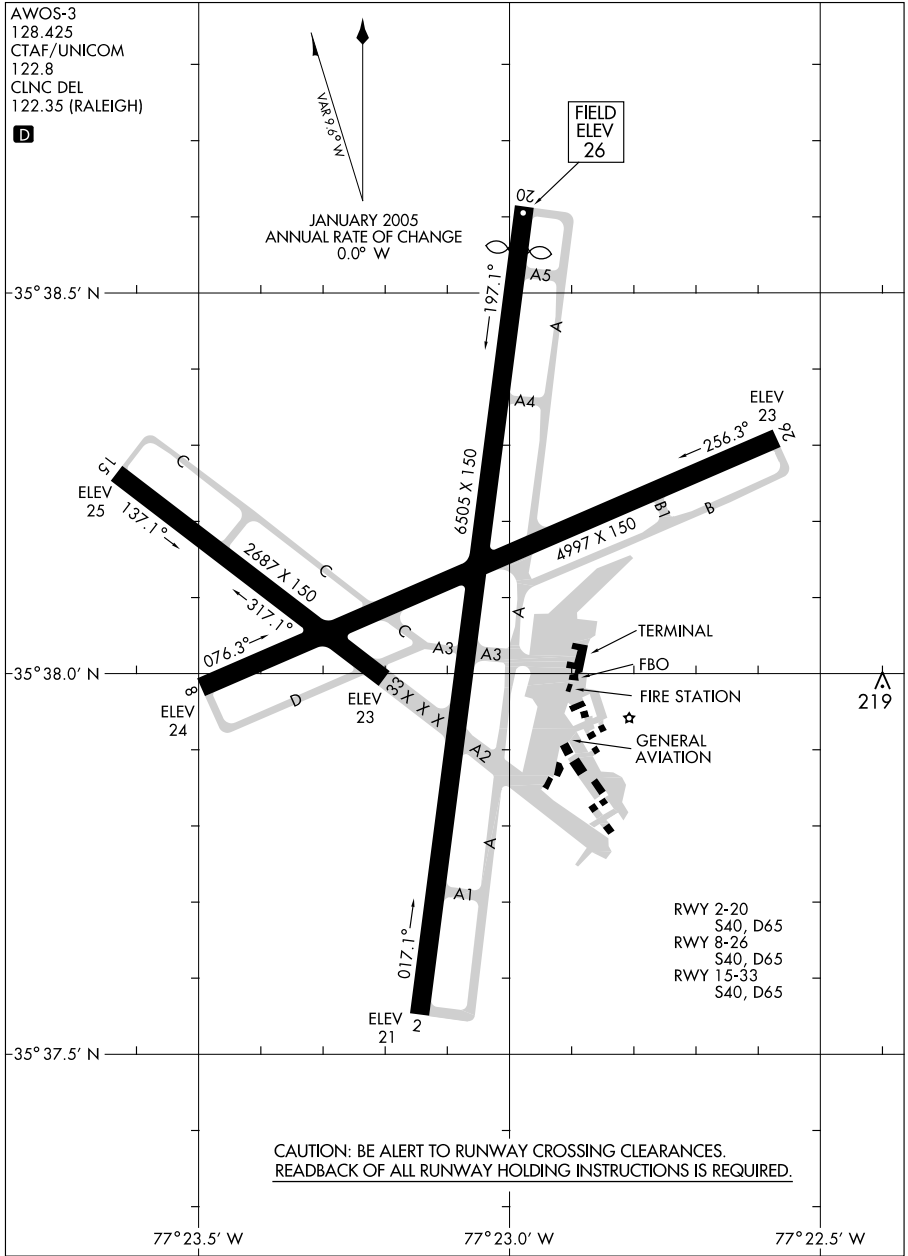 AWOS-3
128.425
CTAF/UNICOM
122.8
CLNC DEL
122.35 (RALEIGH)
D
VAR 9.6° W
JANUARY 2005
ANNUAL RATE OF CHANGE
0.0° W
FIELD
ELEV
26
20
A5
197.1°
A
35°38.5' N
A4
ELEV
23
26
256.3°
6505 X 150
15
C
ELEV
25
137.1°
B1
B
4997 X 150
2687 X 150
C
317.1°
A
C
076.3°
A3
A3
TERMINAL
FBO
35°38.0' N
8
33
X X X
D
ELEV
24
ELEV
23
FIRE STATION
219
GENERAL
AVIATION
A2
A
A1
017.1°
RWY 2-20
S40, D65
RWY 8-26
S40, D65
RWY 15-33
S40, D65
ELEV
21
2
35°37.5' N
CAUTION: BE ALERT TO RUNWAY CROSSING CLEARANCES.
READBACK OF ALL RUNWAY HOLDING INSTRUCTIONS IS REQUIRED.
77°23.5' W
77°23.0' W
77°22.5' W